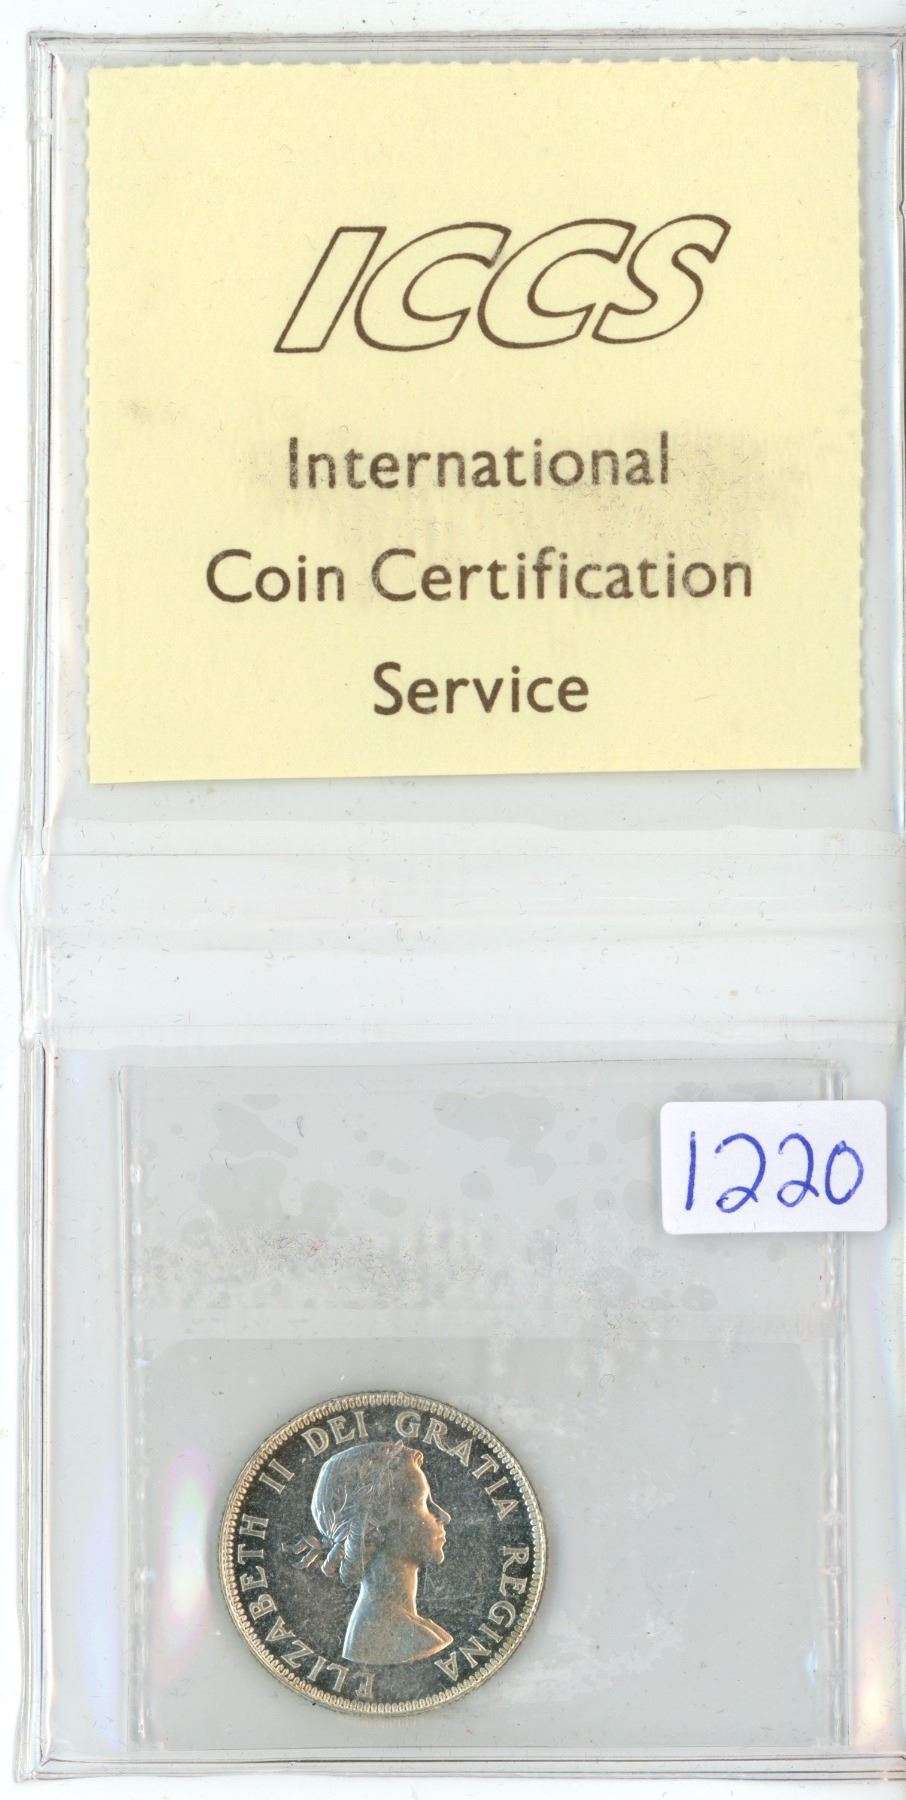 ICCS
International
Coin Certification
Service
1220
ELIZABETH II DEI GRATIA REGINA